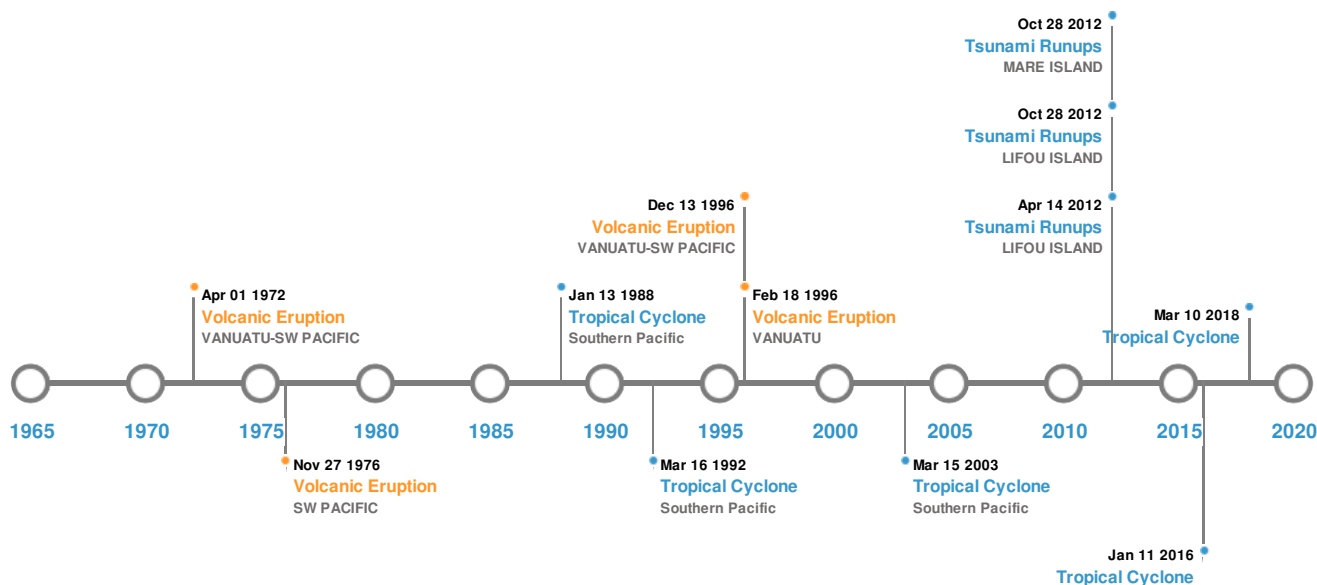 Oct 28 2012
Tsunami Runups
MARE ISLAND
Oct 28 2012
Tsunami Runups
LIFOU ISLAND
Dec 13 1996
Volcanic Eruption
VANUATU-SW PACIFIC
Apr 14 2012
Tsunami Runups
LIFOU ISLAND
Apr 01 1972
Volcanic Eruption
VANUATU-SW PACIFIC
Jan 13 1988
Tropical Cyclone
Southern Pacific
Feb 18 1996
Volcanic Eruption
VANUATU
Mar 10 2018
Tropical Cyclone
1965 1970 1975 1980 1985 1990 1995 2000 2005 2010 2015 2020
Nov 27 1976
Volcanic Eruption
SW PACIFIC
Mar 16 1992
Tropical Cyclone
Southern Pacific
Mar 15 2003
Tropical Cyclone
Southern Pacific
Jan 11 2016
Tropical Cyclone